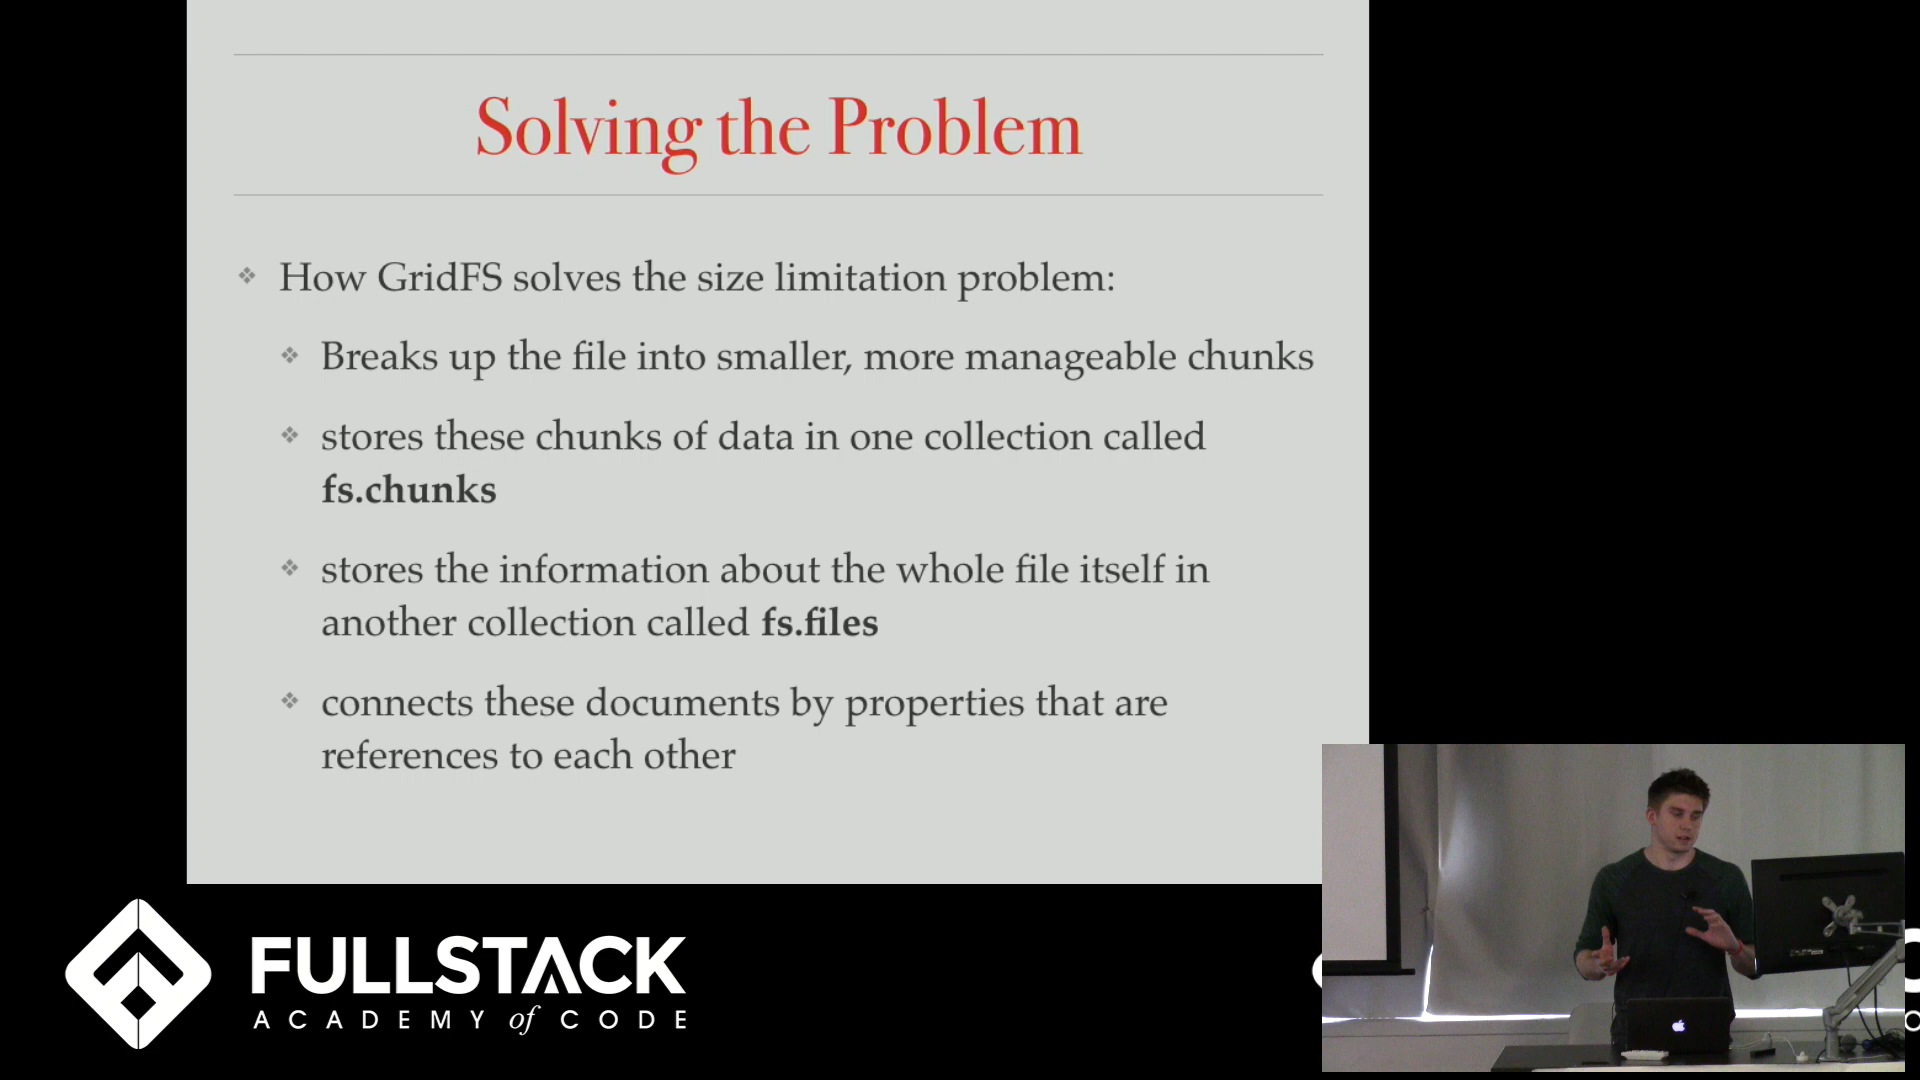 Solving the Problem
How GridFS solves the size limitation problem:
Breaks up the file into smaller, more manageable chunks
stores these chunks of data in one collection called
fs.chunks
stores the information about the whole file itself in
another collection called fs.files
connects these documents by properties that are
references to each other
FULLSTACK
ACADEMY of CODE